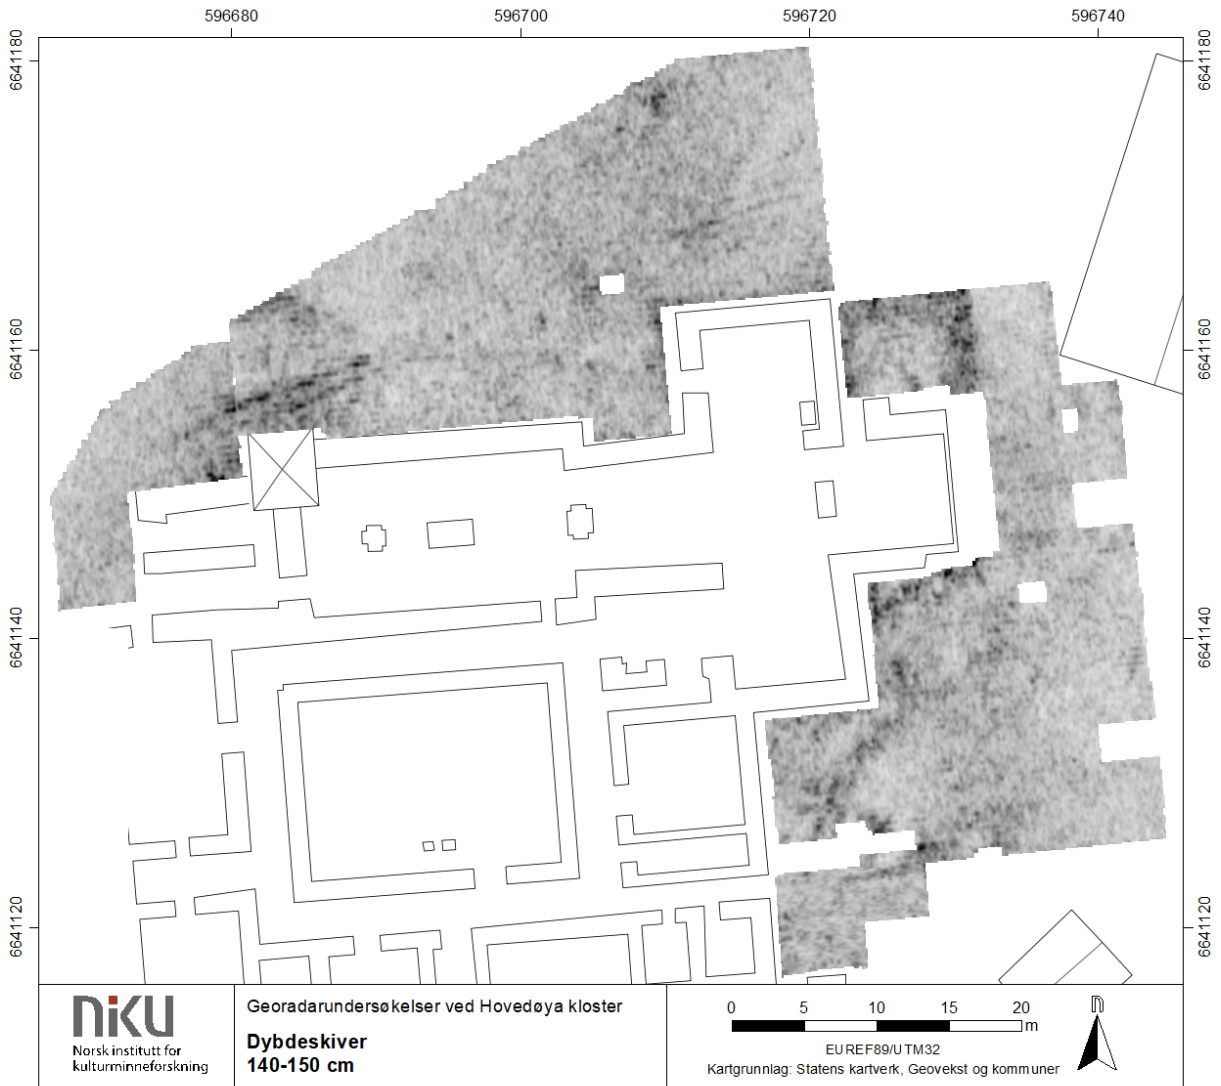 596680
596700
596720
596740
6641180
6641180
6641160
6641160
6641140
6641140
6641120
6641120
niku
Norsk institutt for
kulturminneforskning
Georadarundersøkelser ved Hovedøya kloster
Dybdeskiver
140-150 cm
0 5 10 15 20
m
EUREF89/UTM32
Kartgrunnlag: Statens kartverk, Geovekst og kommuner
n